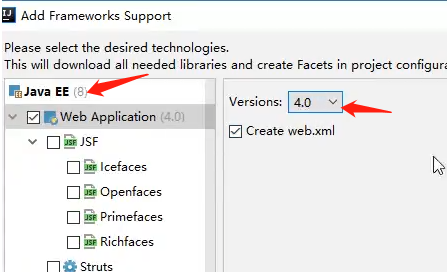 Add Frameworks Support
Please select the desired technologies.
This will download all needed libraries and create Facets in project configura
Java EE (8)
Web Application (4.0)
JSF
Icefaces
Openfaces
Primefaces
Richfaces
Struts
Versions: 4.0
Create web.xml